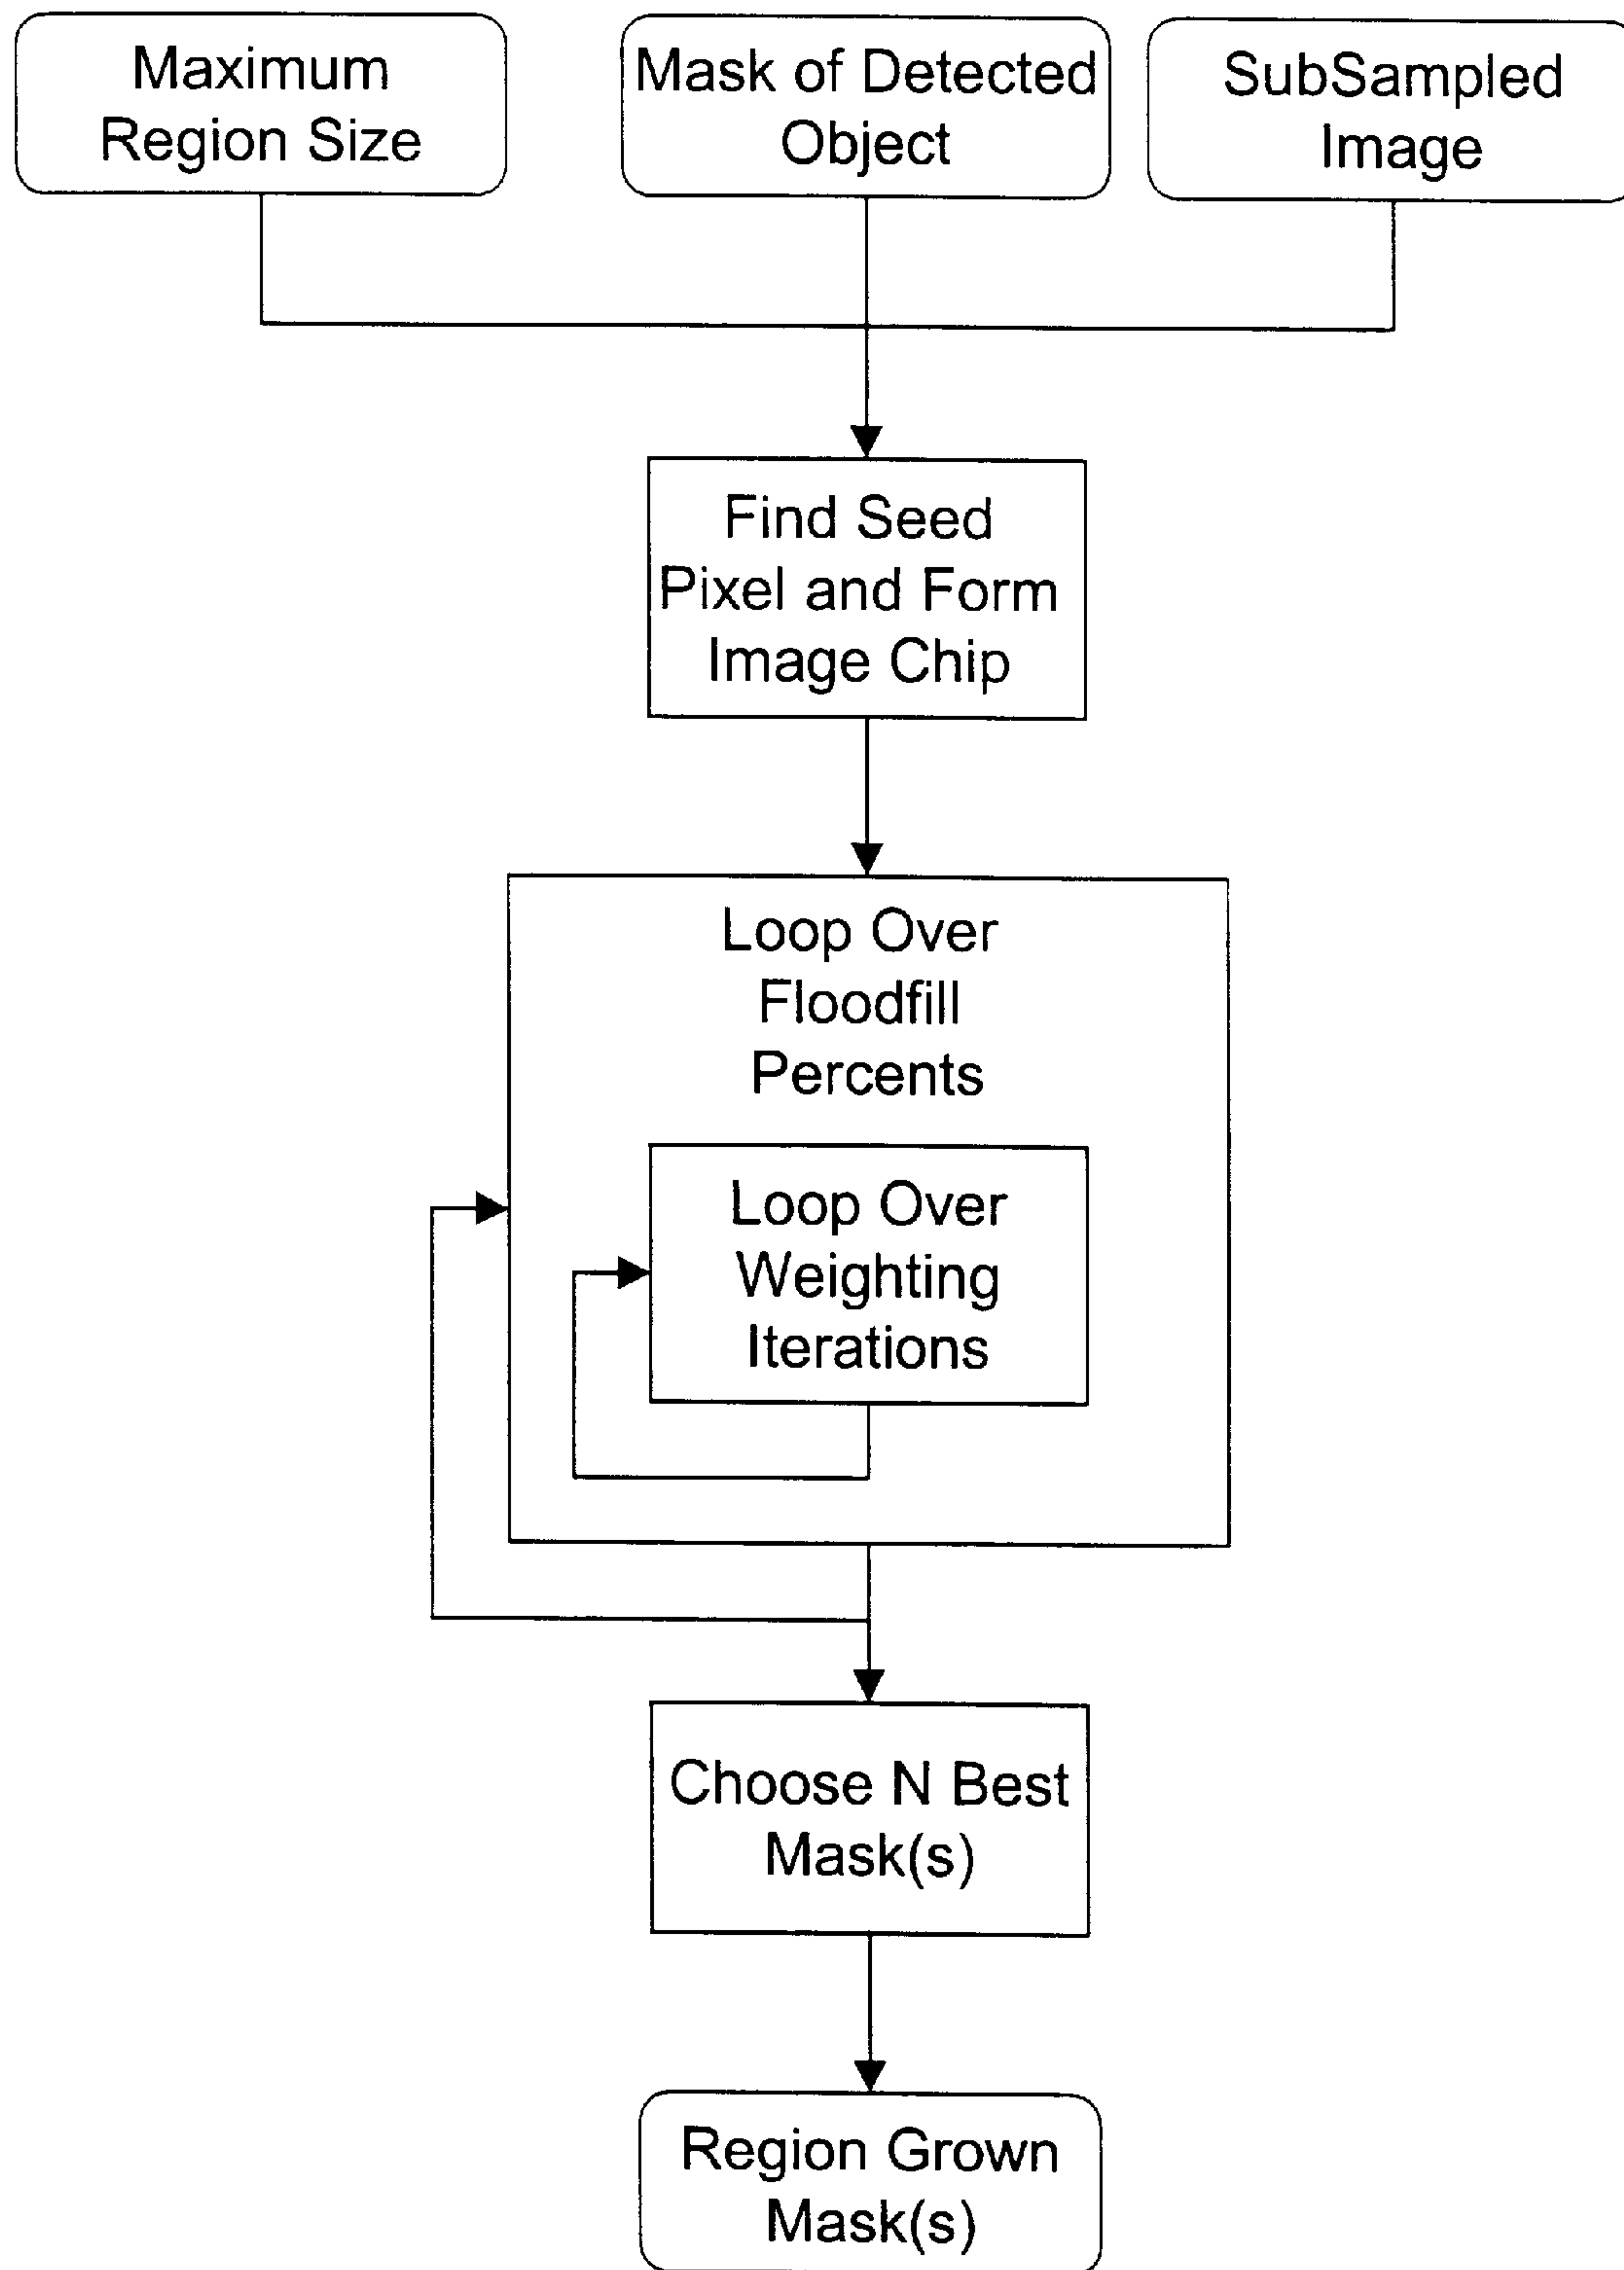 Maximum
Region Size
Mask of Detected
Object
SubSampled
Image
Find Seed
Pixel and Form
Image Chip
Loop Over
Floodfill
Percents
Loop Over
Weighting
Iterations
Choose N Best
Mask(s)
Region Grown
Mask(s)